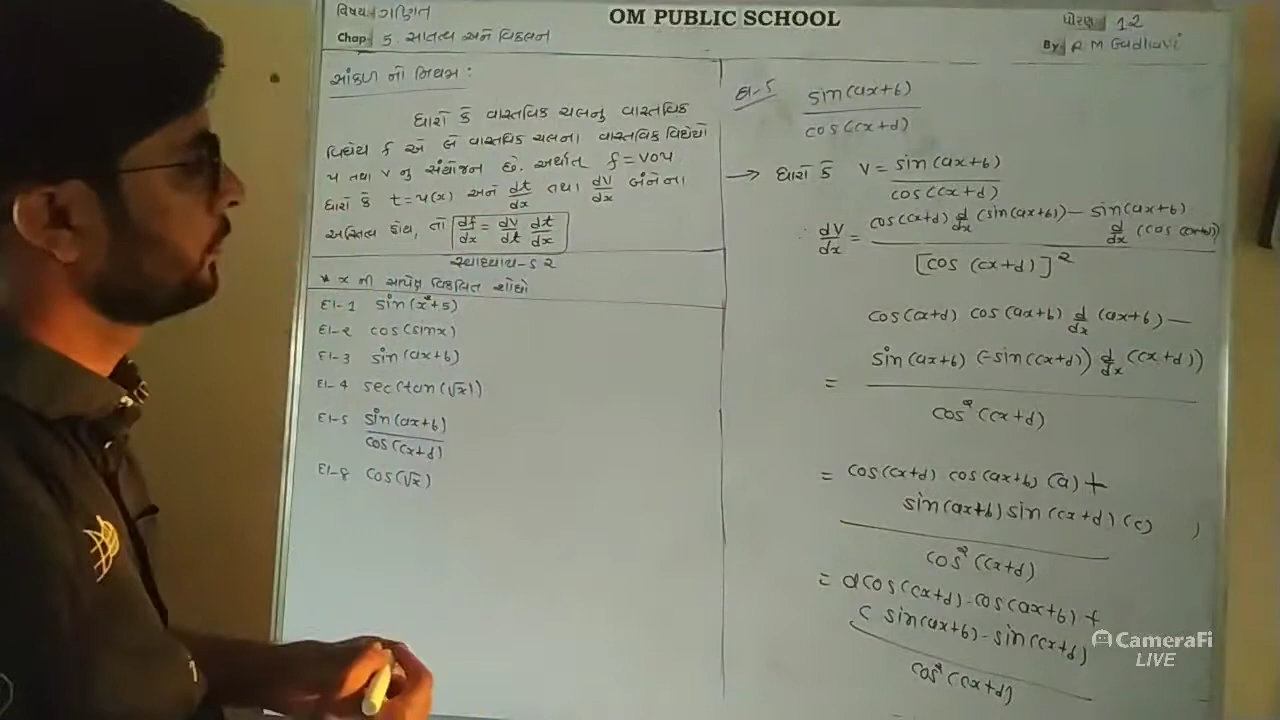 વિષય ગણિત
Chap 5. સાતત્ય અને વિકલન
OM PUBLIC SCHOOL
ધોરણ 12
By R M Gadhavi
સાંકળ નો નિયમ :
ધારો કે વાસ્તવિક ચલનુ વાસ્તવિક
વિધેય f એ બે વાસ્તવિક ચલના વાસ્તવિક વિધેયો
u તથા v નુ સંયોજન છે. અર્થાત f = vou
ધારો કે t = u(x) અને dt/dx તથા dv/dx બંનેના
અસ્તિત્વ હોય, તો df/dx = dv/dt dt/dx
સ્વાધ્યાય-5.2
* x ની સાપેક્ષ વિકલિત શોધો
દા-1 sin(x²+5)
દા-2 cos(sinx)
દા-3 sin(ax+b)
દા-4 sec(tan(√x))
દા-5 sin(ax+b)
cos(cx+d)
દા-8 cos(√x)
દા-5 sin(ax+b)
cos(cx+d)
→ ધારો કે v = sin(ax+b)
cos(cx+d)
∴ dv/dx = cos(cx+d) d/dx (sin(ax+b)) - sin(ax+b)
d/dx (cos(cx+d))
[cos (cx+d)]²
cos(cx+d) cos(ax+b) d/dx (ax+b) -
sin(ax+b) (-sin(cx+d)) d/dx (cx+d))
=
cos² (cx+d)
= cos(cx+d) cos(ax+b) (a) +
sin(ax+b) sin(cx+d) (c)
cos² (cx+d)
= a cos(cx+d) . cos(ax+b) +
c sin(ax+b) - sin(cx+d)
cos² (cx+d)
CameraFi
LIVE